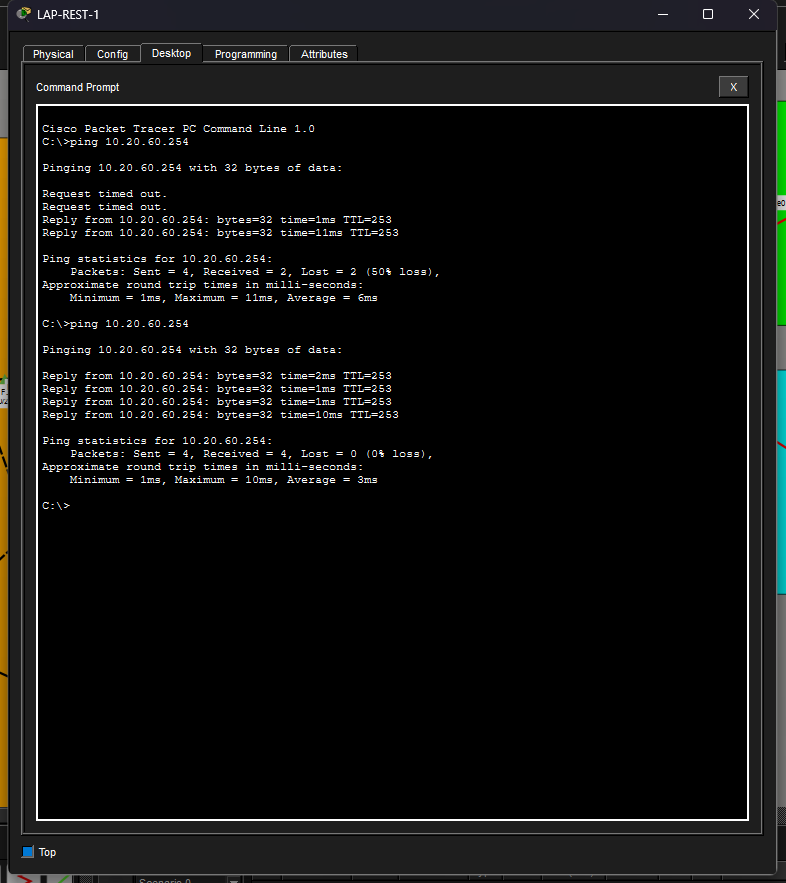 LAP-REST-1
Physical Config Desktop Programming Attributes
Command Prompt
X
Cisco Packet Tracer PC Command Line 1.0
C:\>ping 10.20.60.254
Pinging 10.20.60.254 with 32 bytes of data:
Request timed out.
Request timed out.
Reply from 10.20.60.254: bytes=32 time=1ms TTL=253
Reply from 10.20.60.254: bytes=32 time=11ms TTL=253
Ping statistics for 10.20.60.254:
Packets: Sent = 4, Received = 2, Lost = 2 (50% loss),
Approximate round trip times in milli-seconds:
Minimum = 1ms, Maximum = 11ms, Average = 6ms
C:\>ping 10.20.60.254
Pinging 10.20.60.254 with 32 bytes of data:
Reply from 10.20.60.254: bytes=32 time=2ms TTL=253
Reply from 10.20.60.254: bytes=32 time=1ms TTL=253
Reply from 10.20.60.254: bytes=32 time=1ms TTL=253
Reply from 10.20.60.254: bytes=32 time=10ms TTL=253
Ping statistics for 10.20.60.254:
Packets: Sent = 4, Received = 4, Lost = 0 (0% loss),
Approximate round trip times in milli-seconds:
Minimum = 1ms, Maximum = 10ms, Average = 3ms
C:\>
Top
Scenario 0